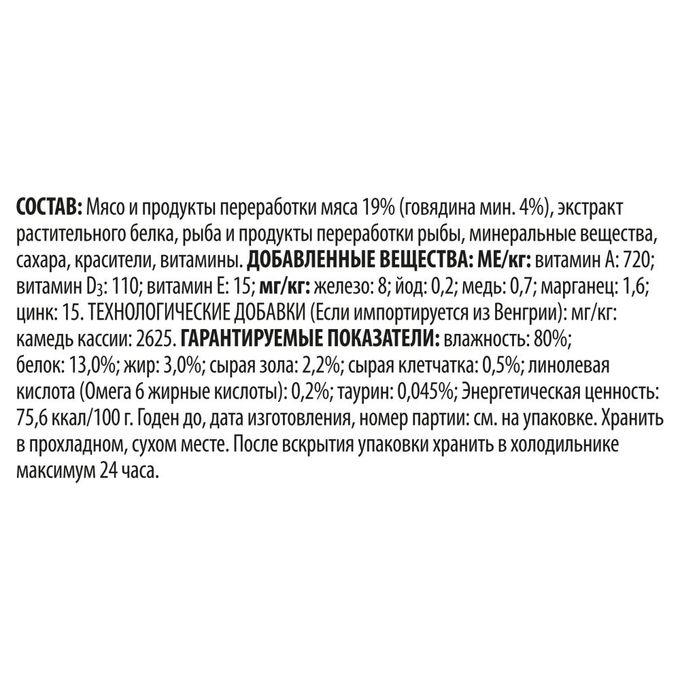 СОСТАВ: Мясо и продукты переработки мяса 19% (говядина мин. 4%), экстракт
растительного белка, рыба и продукты переработки рыбы, минеральные вещества,
сахара, красители, витамины. ДОБАВЛЕННЫЕ ВЕЩЕСТВА: МЕ/кг: витамин А: 720;
витамин D3: 110; витамин Е: 15; мг/кг: железо: 8; йод: 0,2; медь: 0,7; марганец: 1,6;
цинк: 15. ТЕХНОЛОГИЧЕСКИЕ ДОБАВКИ (Если импортируется из Венгрии): мг/кг:
камедь кассии: 2625. ГАРАНТИРУЕМЫЕ ПОКАЗАТЕЛИ: влажность: 80%;
белок: 13,0%; жир: 3,0%; сырая зола: 2,2%; сырая клетчатка: 0,5%; линолевая
кислота (Омега 6 жирные кислоты): 0,2%; таурин: 0,045%; Энергетическая ценность:
75,6 ккал/100 г. Годен до, дата изготовления, номер партии: см. на упаковке. Хранить
в прохладном, сухом месте. После вскрытия упаковки хранить в холодильнике
максимум 24 часа.